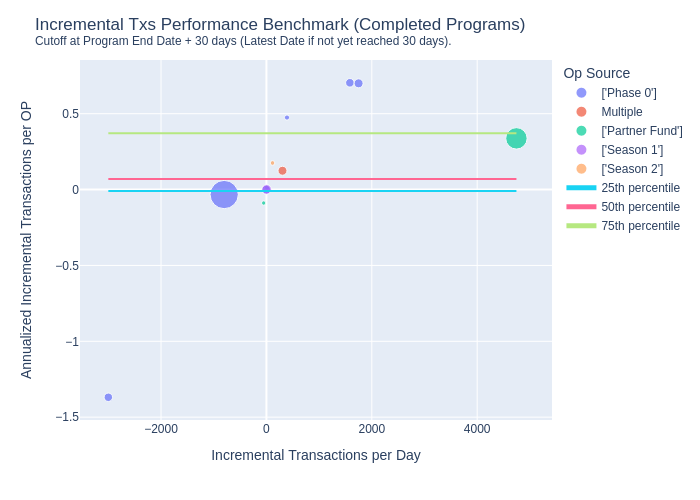 Incremental Txs Performance Benchmark (Completed Programs)
Cutoff at Program End Date + 30 days (Latest Date if not yet reached 30 days).
Annualized Incremental Transactions per OP
0.5
0
−0.5
−1
−1.5
−2000
0
2000
4000
Incremental Transactions per Day
Op Source
['Phase 0']
Multiple
['Partner Fund']
['Season 1']
['Season 2']
25th percentile
50th percentile
75th percentile